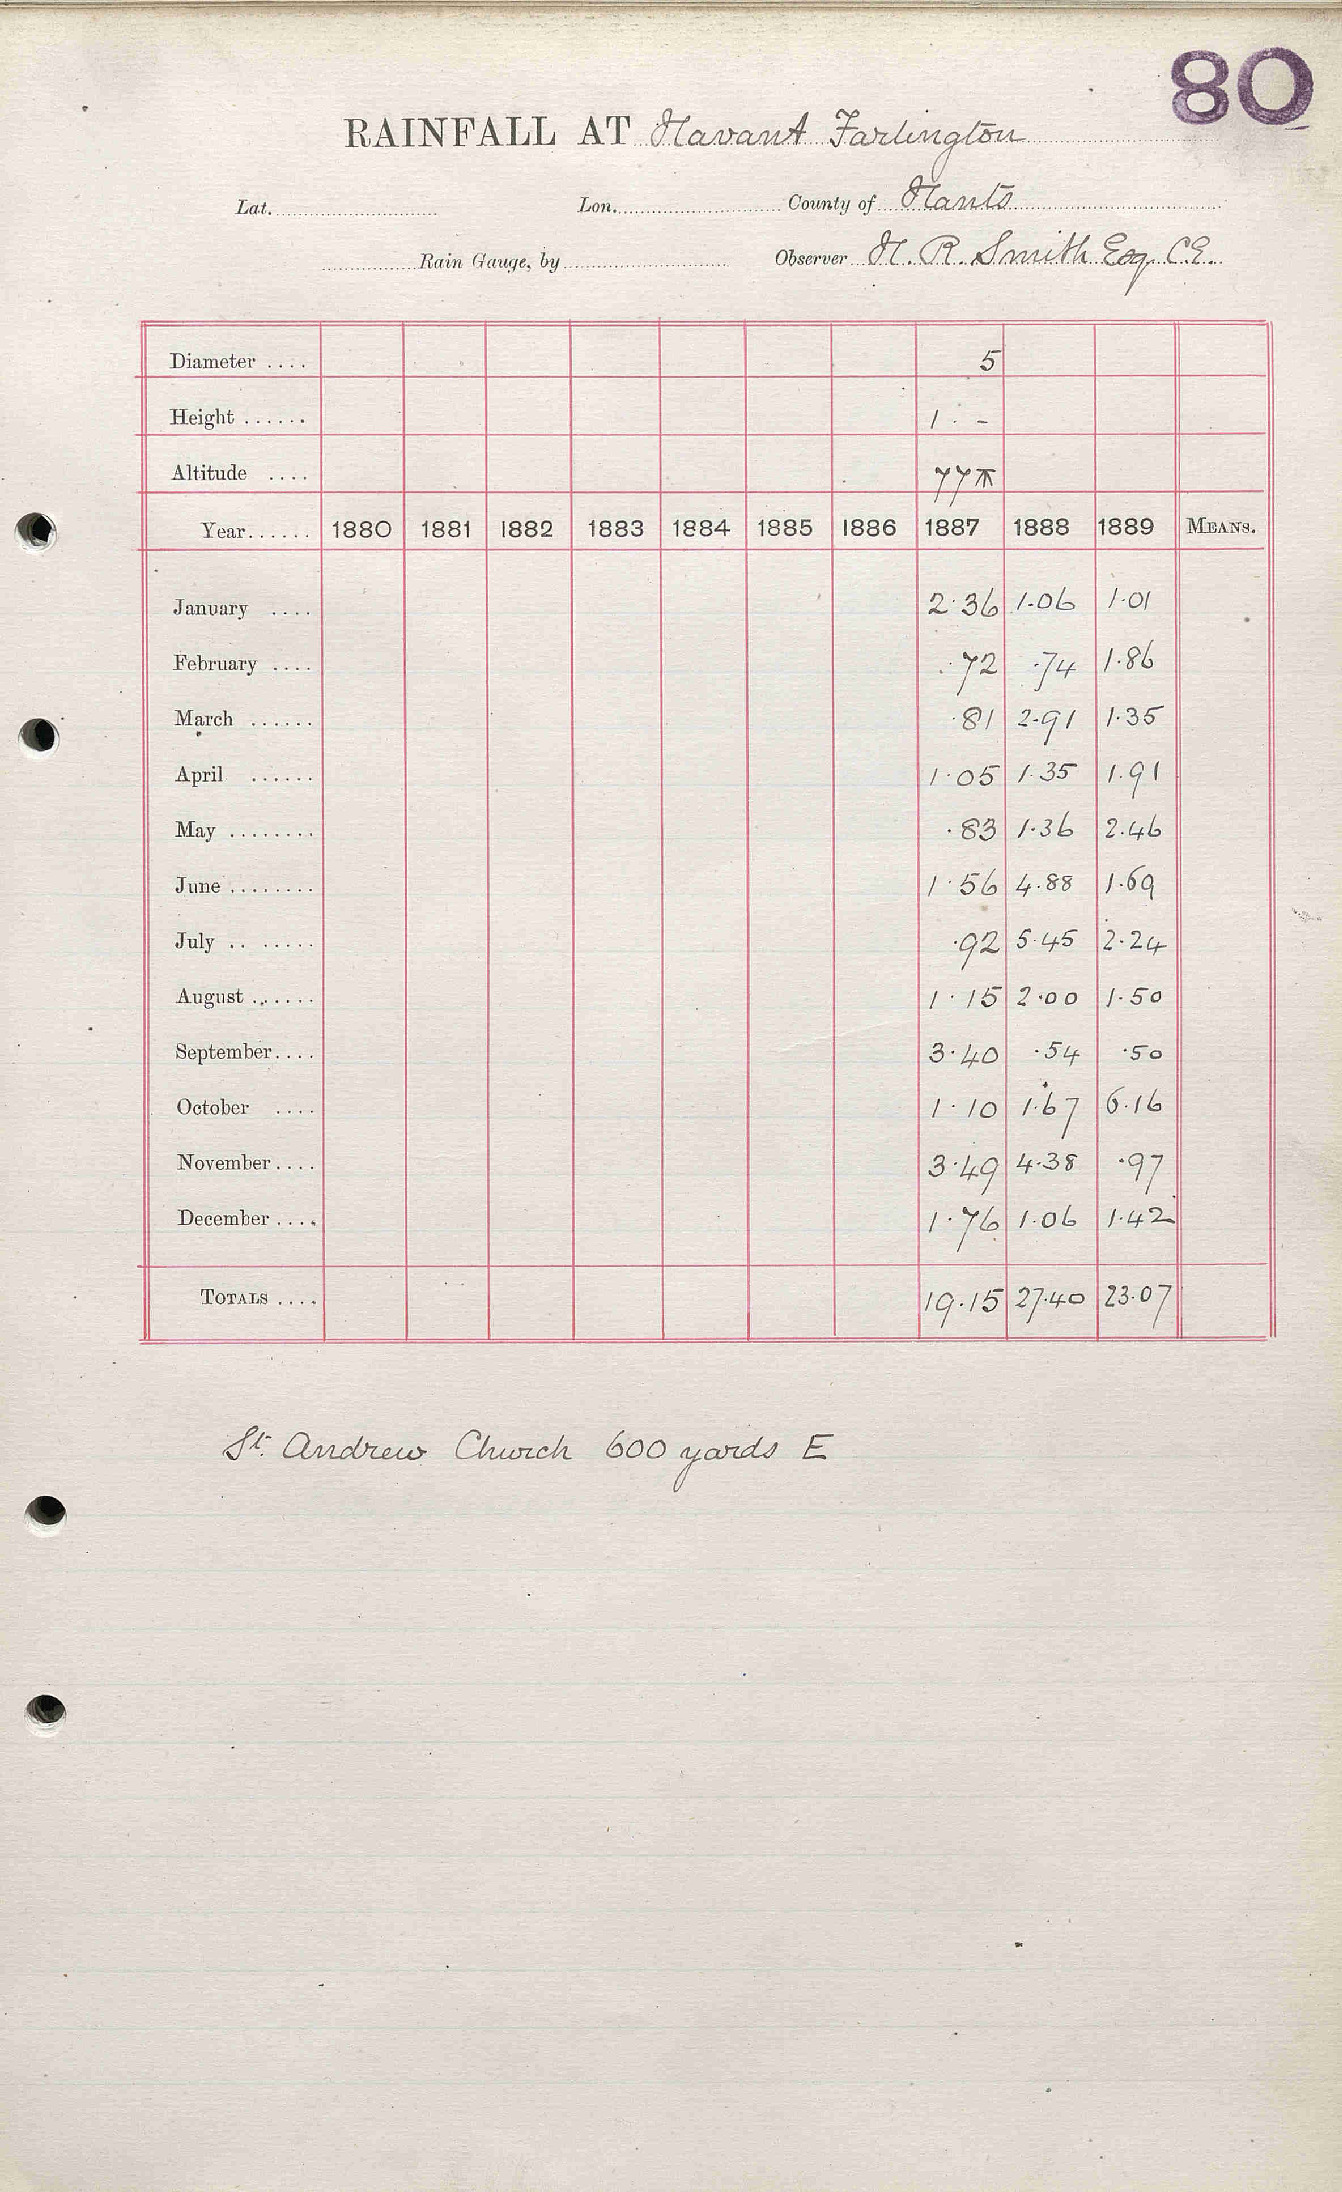 80
RAINFALL AT Havant Farlington
Lat. Lon. County of Hants
Rain Gauge, by Observer H. R. Smith Esq C.E.
Diameter .... 5
Height ...... 1 . -
Altitude .... 77
Year...... 1880 1881 1882 1883 1884 1885 1886 1887 1888 1889 MEANS.
January .... 2.36 1.06 1.01
February .... .72 .74 1.86
March ...... .81 2.91 1.35
April ...... 1.05 1.35 1.91
May ........ .83 1.36 2.46
June ........ 1.56 4.88 1.69
July .. ...... .92 5.45 2.24
August ....... 1.15 2.00 1.50
September.... 3.40 .54 .50
October .... 1.10 1.67 6.16
November.... 3.49 4.38 .97
December .... 1.76 1.06 1.42
TOTALS .... 19.15 27.40 23.07
St. Andrew Church 600 yards E